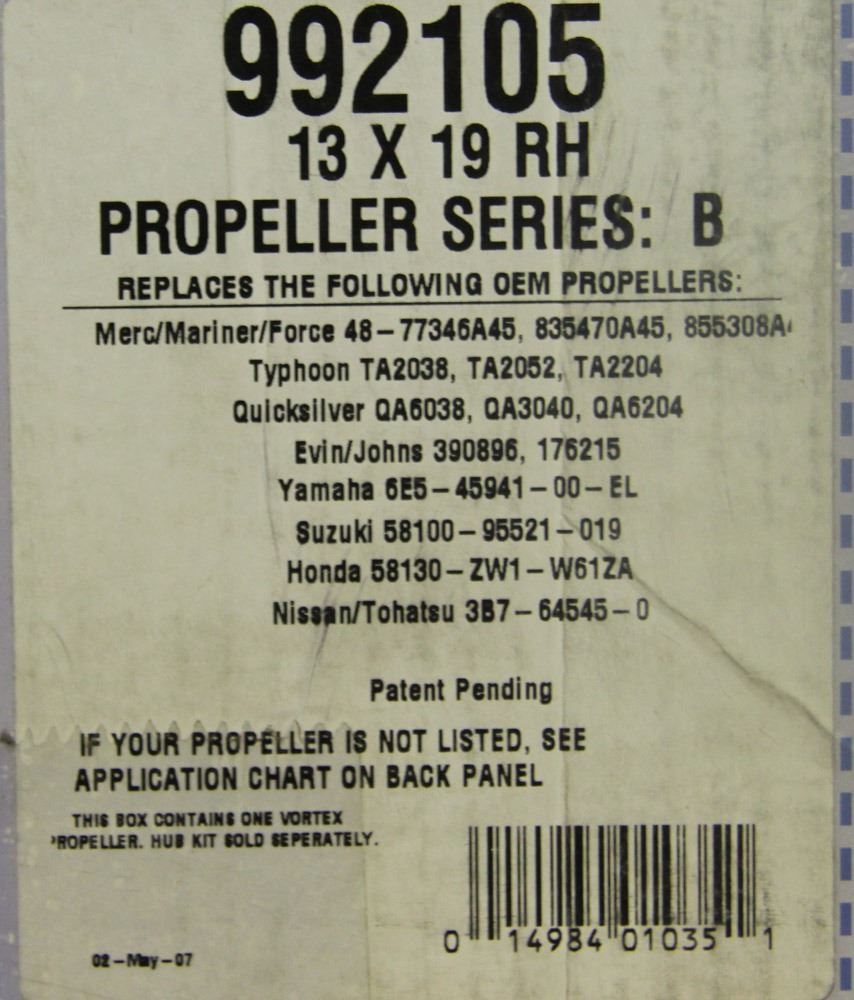 992105
13 X 19 RH
PROPELLER SERIES: B
REPLACES THE FOLLOWING OEM PROPELLERS:
Merc/Mariner/Force 48-77346A45, 835470A45, 855308A
Typhoon TA2038, TA2052, TA2204
Quicksilver QA6038, QA3040, QA6204
Evin/Johns 390896, 176215
Yamaha 6E5-45941-00-EL
Suzuki 58100-95521-019
Honda 58130-ZW1-W61ZA
Nissan/Tohatsu 3B7-64545-0
Patent Pending
IF YOUR PROPELLER IS NOT LISTED, SEE
APPLICATION CHART ON BACK PANEL
THIS BOX CONTAINS ONE VORTEX
PROPELLER. HUB KIT SOLD SEPERATELY.
0 14984 01035 1
02-May-07